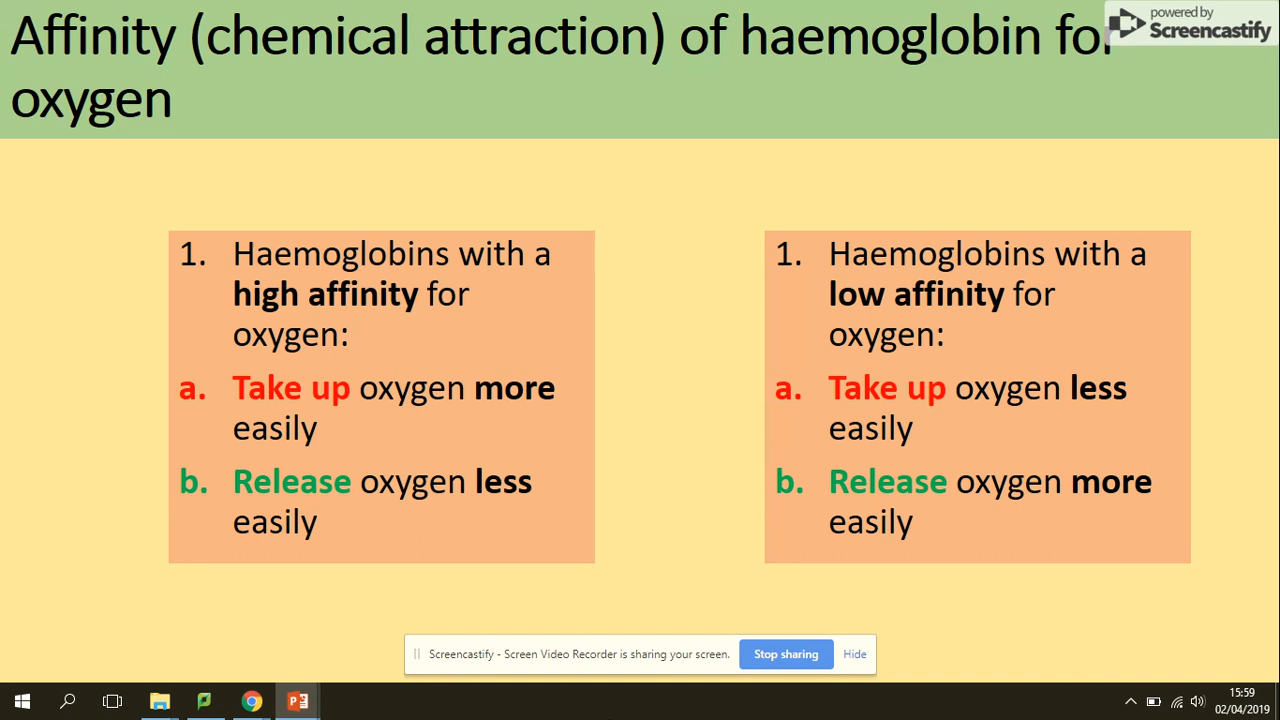 Affinity (chemical attraction) of haemoglobin for
oxygen
powered by
Screencastify
1. Haemoglobins with a
high affinity for
oxygen:
a. Take up oxygen more
easily
b. Release oxygen less
easily
1. Haemoglobins with a
low affinity for
oxygen:
a. Take up oxygen less
easily
b. Release oxygen more
easily
Screencastify - Screen Video Recorder is sharing your screen.
Stop sharing
Hide
15:59
02/04/2019